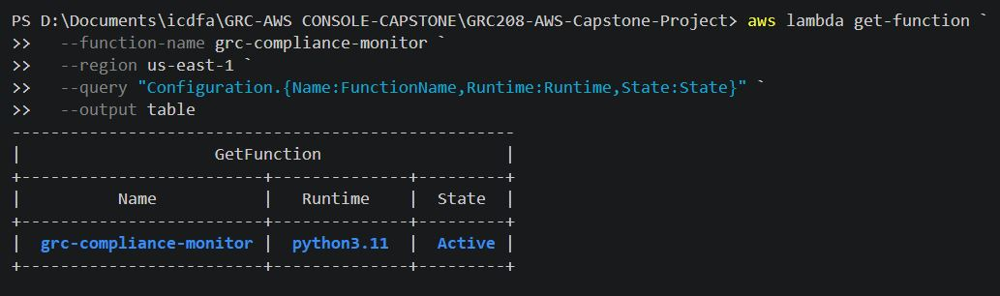 PS D:\Documents\icdfa\GRC-AWS CONSOLE-CAPSTONE\GRC208-AWS-Capstone-Project> aws lambda get-function `
>>   --function-name grc-compliance-monitor `
>>   --region us-east-1 `
>>   --query "Configuration.{Name:FunctionName,Runtime:Runtime,State:State}" `
>>   --output table
---------------------------------------------------
|                   GetFunction                   |
+-------------------------+-------------+---------+
|          Name           |   Runtime   |  State  |
+-------------------------+-------------+---------+
|  grc-compliance-monitor |  python3.11 |  Active |
+-------------------------+-------------+---------+